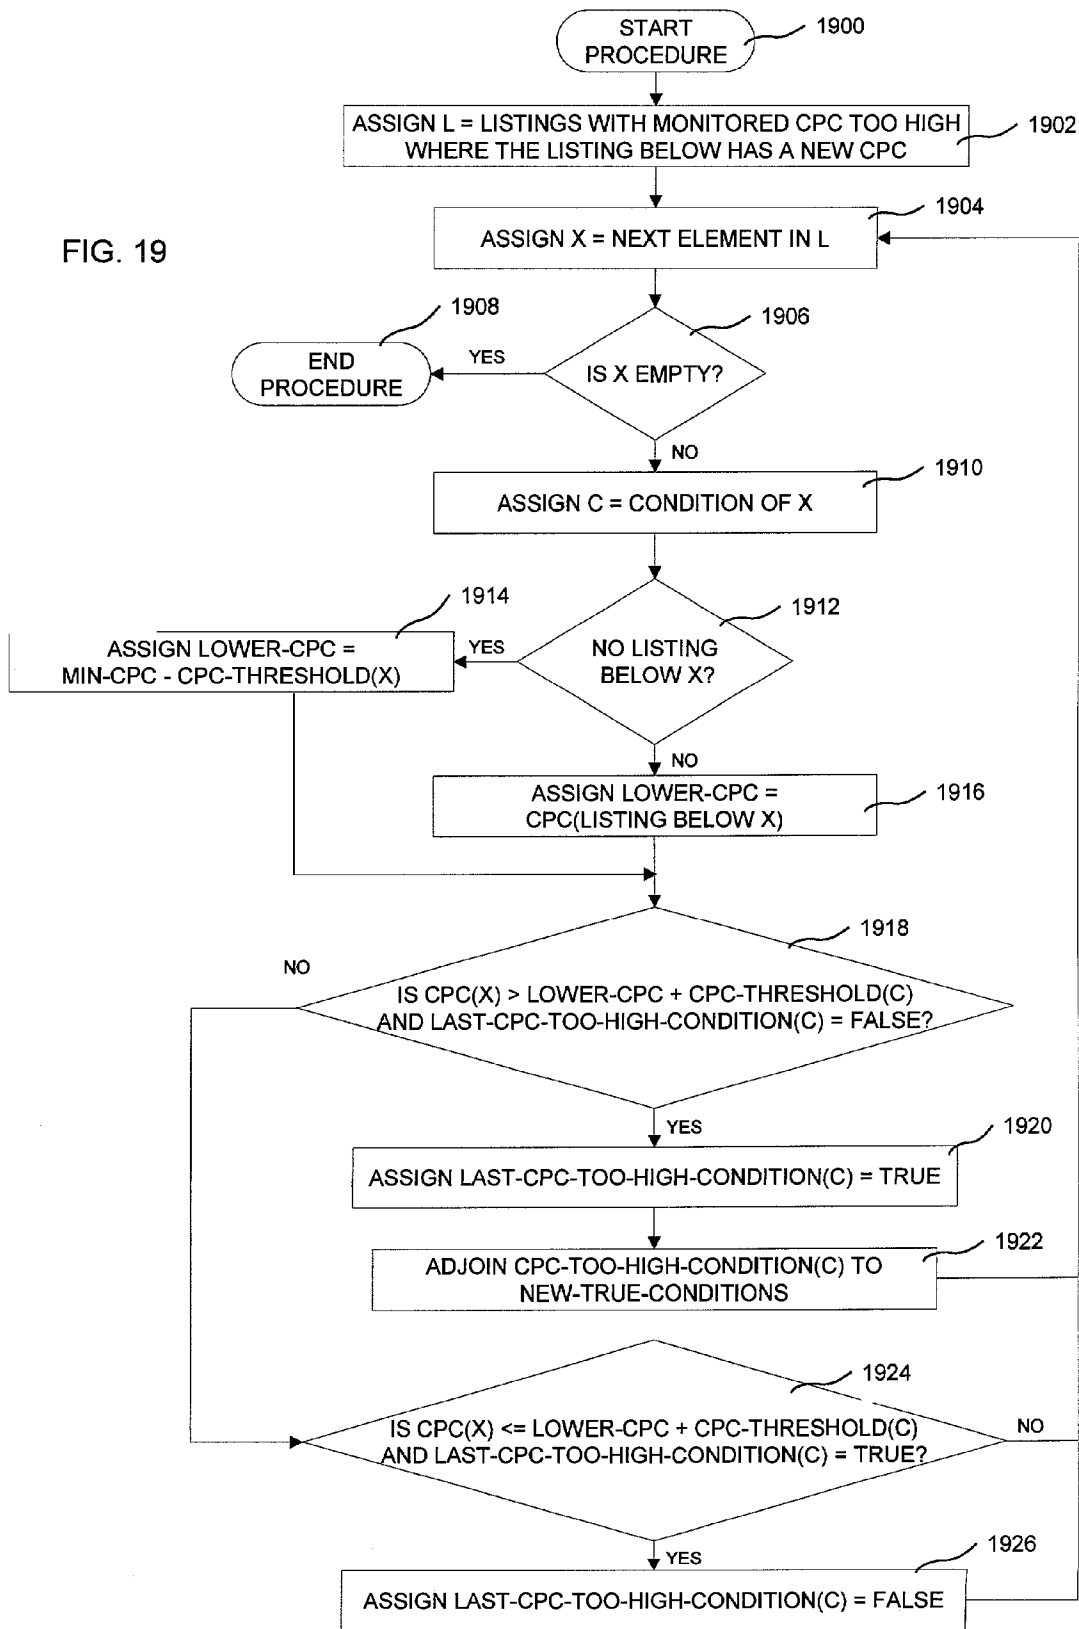 START
PROCEDURE
1900
ASSIGN L = LISTINGS WITH MONITORED CPC TOO HIGH
WHERE THE LISTING BELOW HAS A NEW CPC
1902
FIG. 19
ASSIGN X = NEXT ELEMENT IN L
1904
1908
END
PROCEDURE
YES
IS X EMPTY?
1906
NO
ASSIGN C = CONDITION OF X
1910
1914
ASSIGN LOWER-CPC =
MIN-CPC - CPC-THRESHOLD(X)
YES
NO LISTING
BELOW X?
1912
NO
ASSIGN LOWER-CPC =
CPC(LISTING BELOW X)
1916
1918
NO
IS CPC(X) > LOWER-CPC + CPC-THRESHOLD(C)
AND LAST-CPC-TOO-HIGH-CONDITION(C) = FALSE?
YES
1920
ASSIGN LAST-CPC-TOO-HIGH-CONDITION(C) = TRUE
1922
ADJOIN CPC-TOO-HIGH-CONDITION(C) TO
NEW-TRUE-CONDITIONS
1924
IS CPC(X) <= LOWER-CPC + CPC-THRESHOLD(C)
AND LAST-CPC-TOO-HIGH-CONDITION(C) = TRUE?
NO
YES
1926
ASSIGN LAST-CPC-TOO-HIGH-CONDITION(C) = FALSE